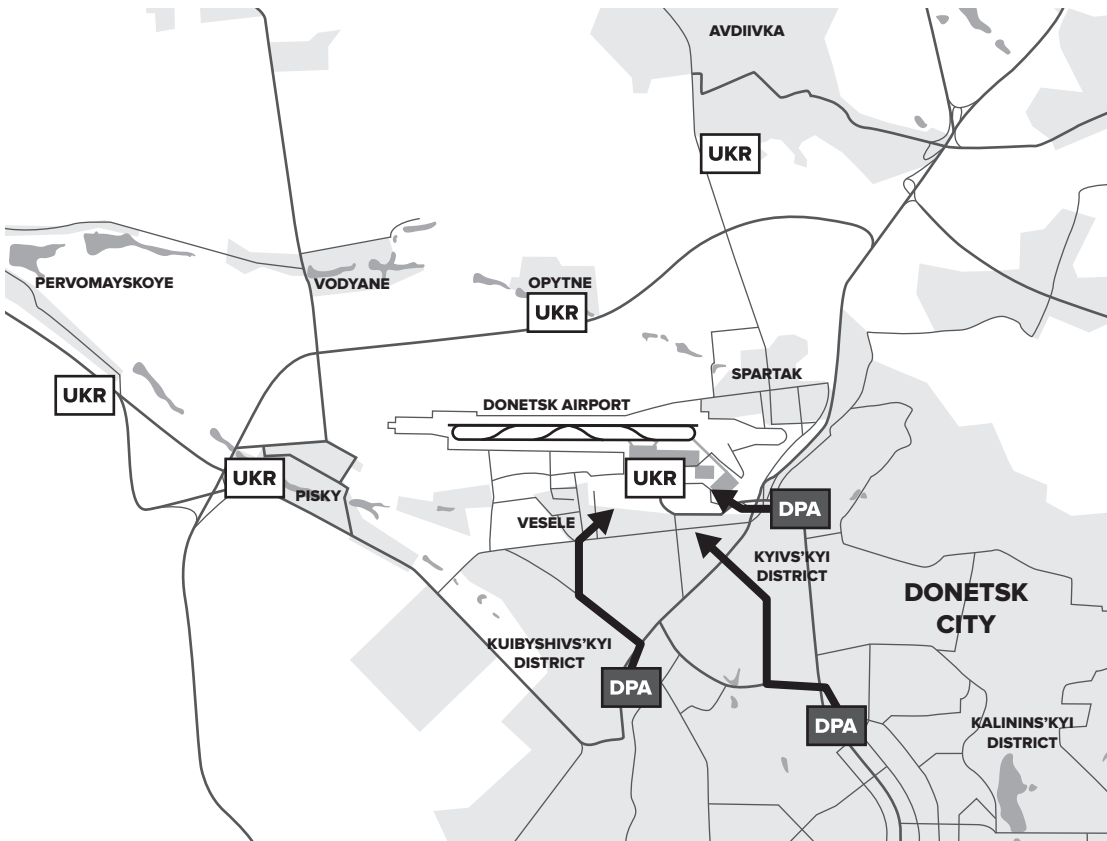 AVDIIVKA
UKR
PERVOMAYSKOYE
VODYANE
OPYTNE
UKR
SPARTAK
UKR
DONETSK AIRPORT
UKR
UKR
PISKY
DPA
VESELE
KYIVS'KYI
DISTRICT
DONETSK
CITY
KUIBYSHIVS'KYI
DISTRICT
DPA
DPA
KALININS'KYI
DISTRICT